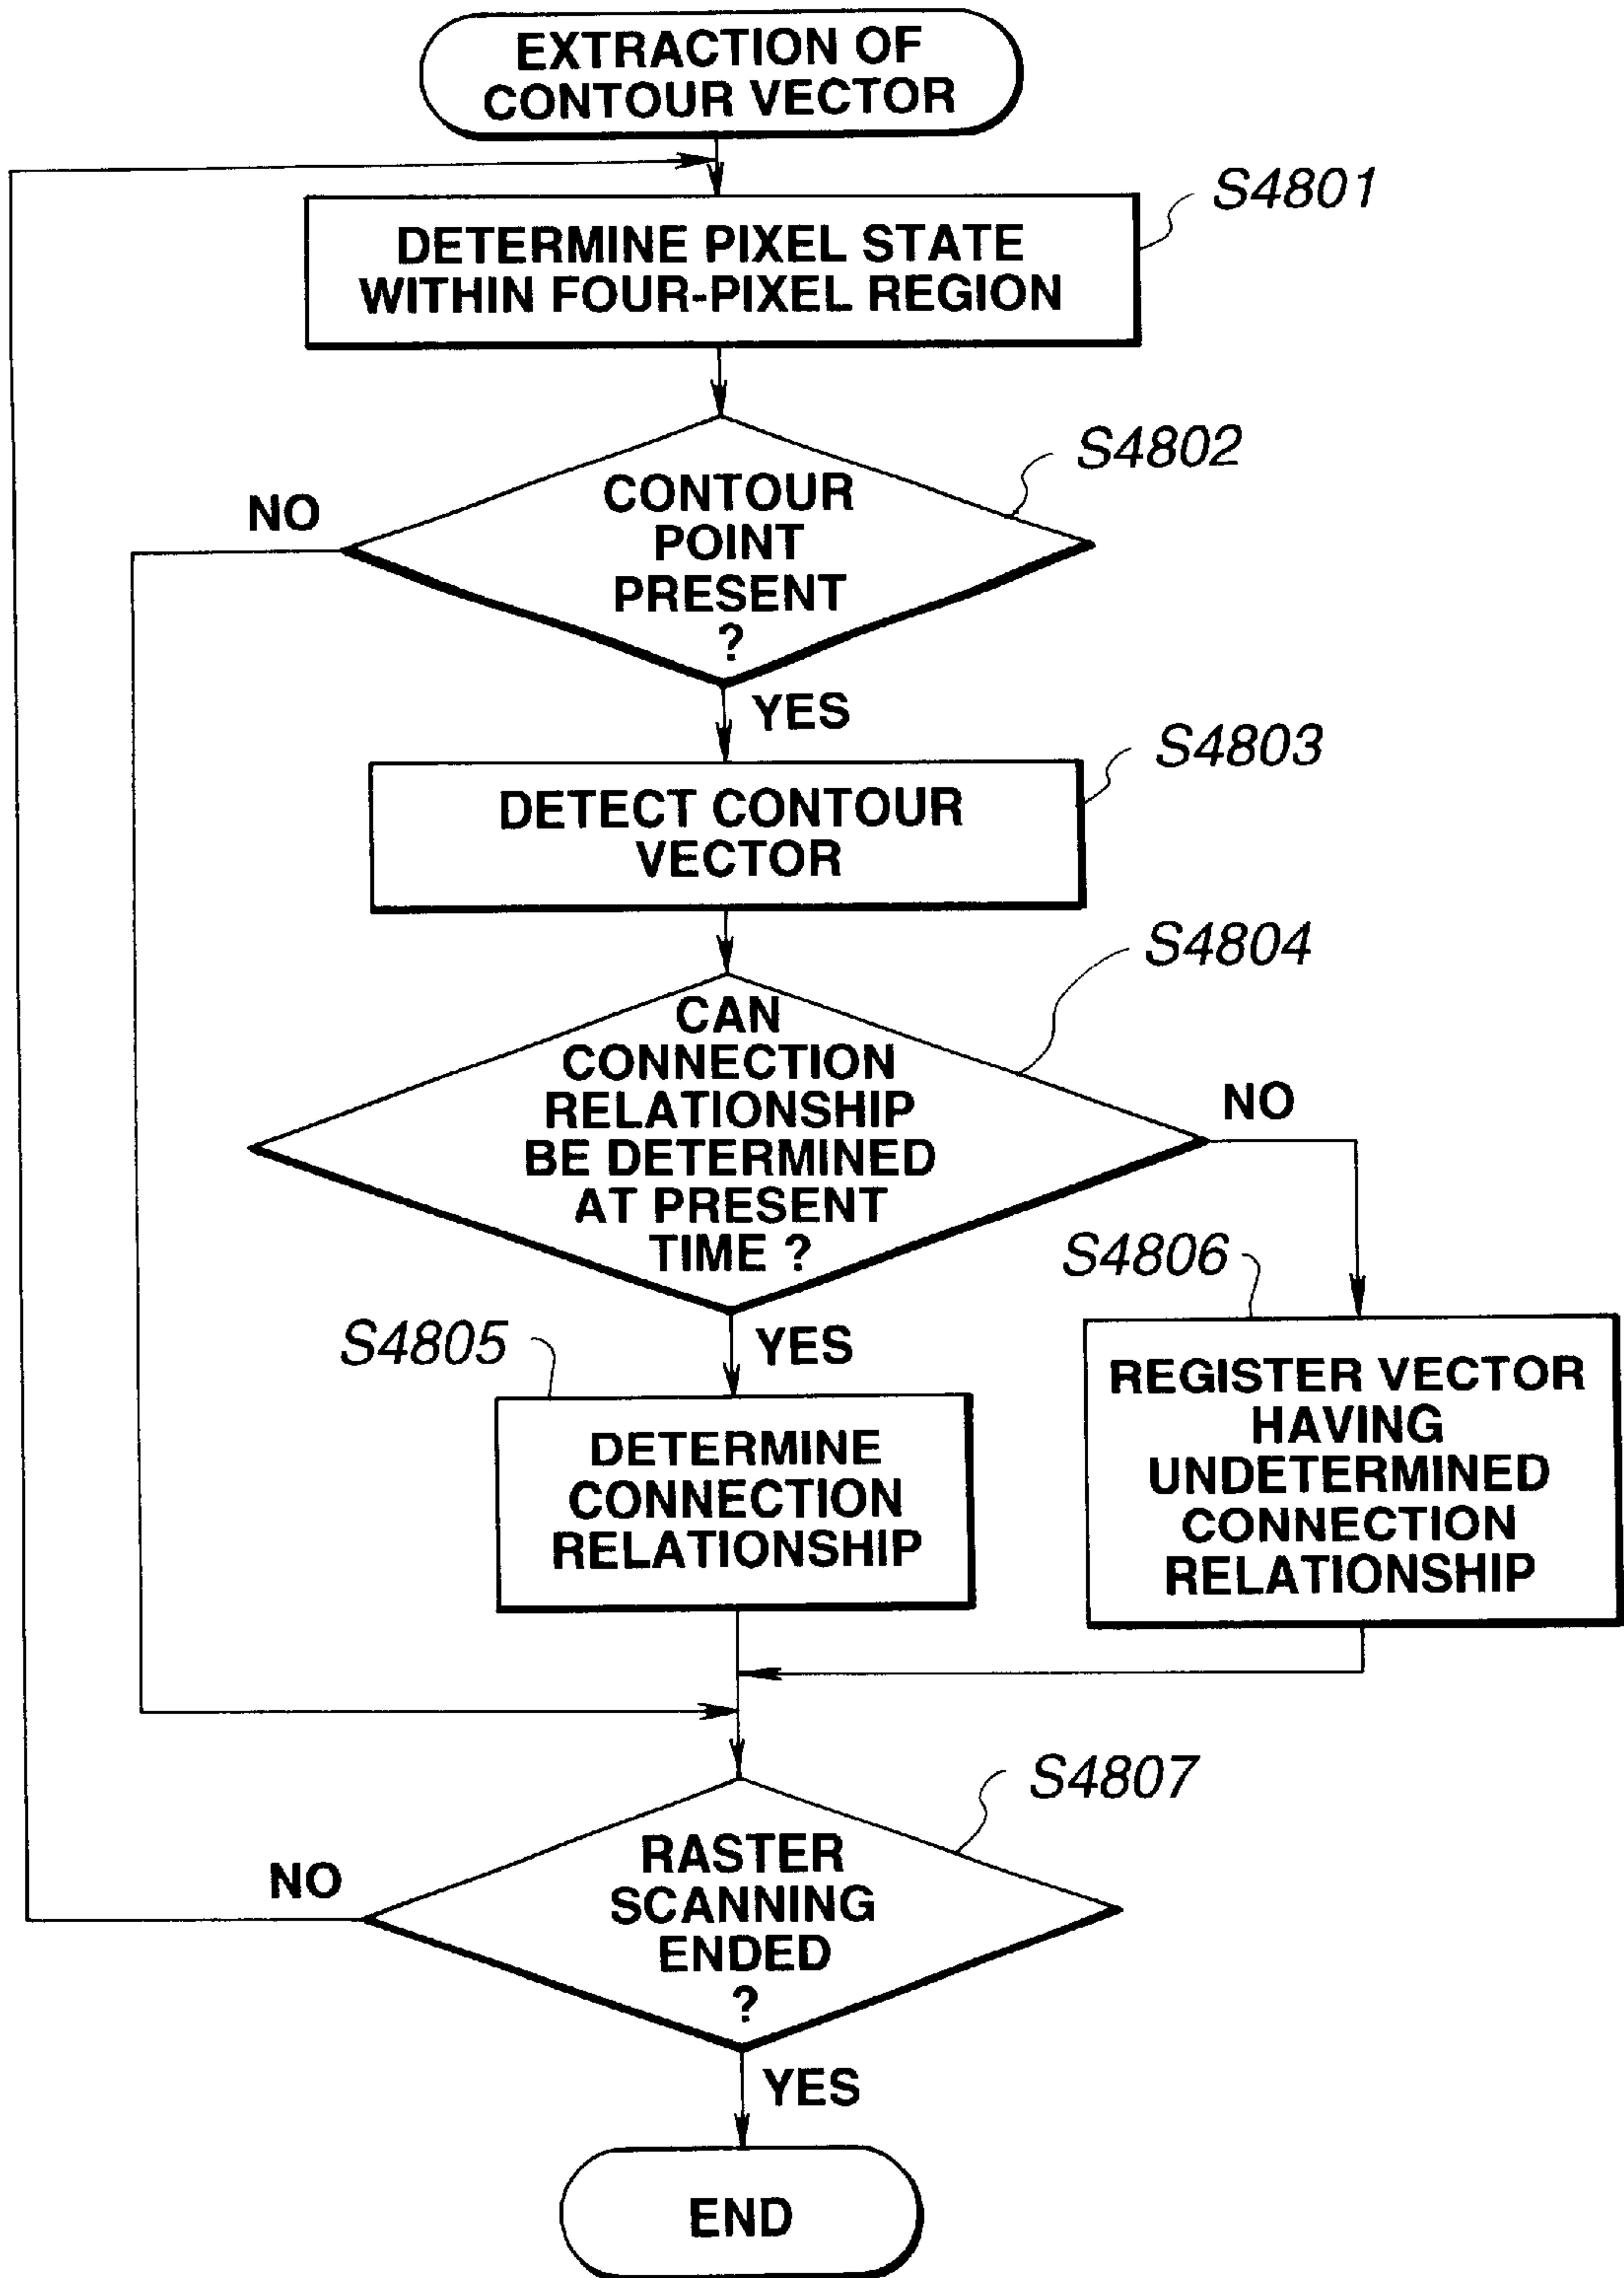 EXTRACTION OF
CONTOUR VECTOR
S4801
DETERMINE PIXEL STATE
WITHIN FOUR-PIXEL REGION
S4802
NO
CONTOUR
POINT
PRESENT
?
YES
S4803
DETECT CONTOUR
VECTOR
S4804
CAN
CONNECTION
RELATIONSHIP
BE DETERMINED
AT PRESENT
TIME ?
NO
S4806
S4805
YES
REGISTER VECTOR
HAVING
UNDETERMINED
CONNECTION
RELATIONSHIP
DETERMINE
CONNECTION
RELATIONSHIP
S4807
NO
RASTER
SCANNING
ENDED
?
YES
END